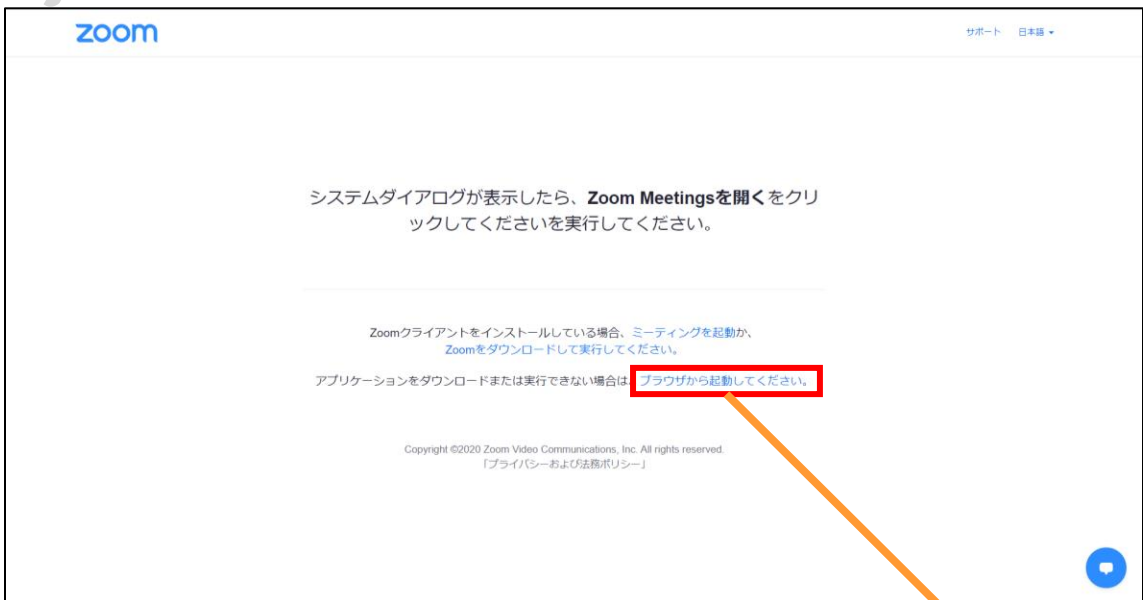 zoom
サポート 日本語
システムダイアログが表示したら、Zoom Meetingsを開くをクリ
ックしてくださいを実行してください。
Zoomクライアントをインストールしている場合、ミーティングを起動か、
Zoomをダウンロードして実行してください。
アプリケーションをダウンロードまたは実行できない場合は、ブラウザから起動してください。
Copyright ©2020 Zoom Video Communications, Inc. All rights reserved.
「プライバシーおよび法務ポリシー」